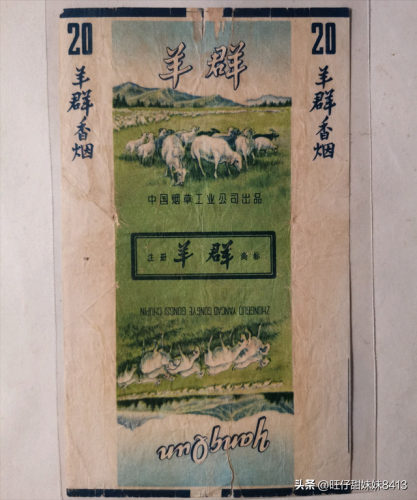 20
羊群香烟
羊群
20
羊群香烟
中国烟草工业公司出品
注册 羊群 商标
ZHONGGUO YANCAO GONGYE GONGSI CHUPIN
YangQun
头条 @旺仔甜妹妹8413